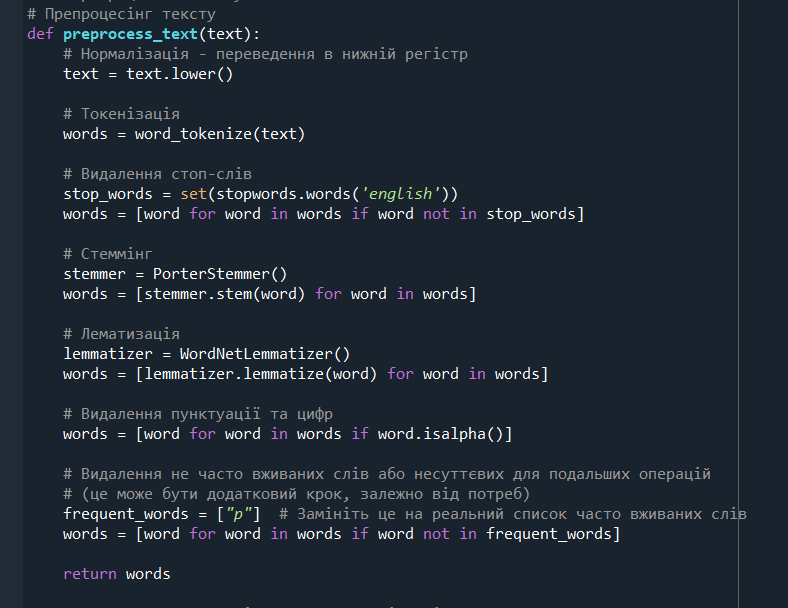 # Препроцесінг тексту
def preprocess_text(text):
    # Нормалізація - переведення в нижній регістр
    text = text.lower()

    # Токенізація
    words = word_tokenize(text)

    # Видалення стоп-слів
    stop_words = set(stopwords.words('english'))
    words = [word for word in words if word not in stop_words]

    # Стеммінг
    stemmer = PorterStemmer()
    words = [stemmer.stem(word) for word in words]

    # Лематизація
    lemmatizer = WordNetLemmatizer()
    words = [lemmatizer.lemmatize(word) for word in words]

    # Видалення пунктуації та цифр
    words = [word for word in words if word.isalpha()]

    # Видалення не часто вживаних слів або несуттєвих для подальших операцій
    # (це може бути додатковий крок, залежно від потреб)
    frequent_words = ["p"]  # Замініть це на реальний список часто вживаних слів
    words = [word for word in words if word not in frequent_words]

    return words